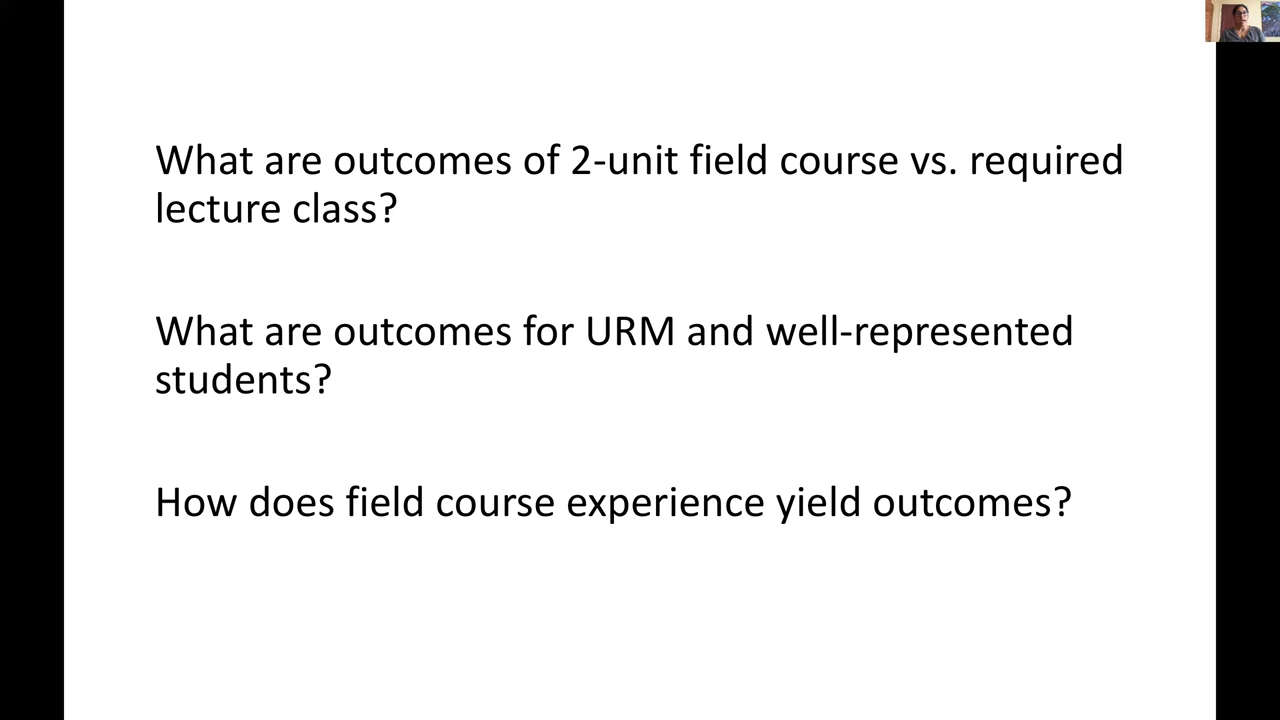 What are outcomes of 2-unit field course vs. required
lecture class?
What are outcomes for URM and well-represented
students?
How does field course experience yield outcomes?